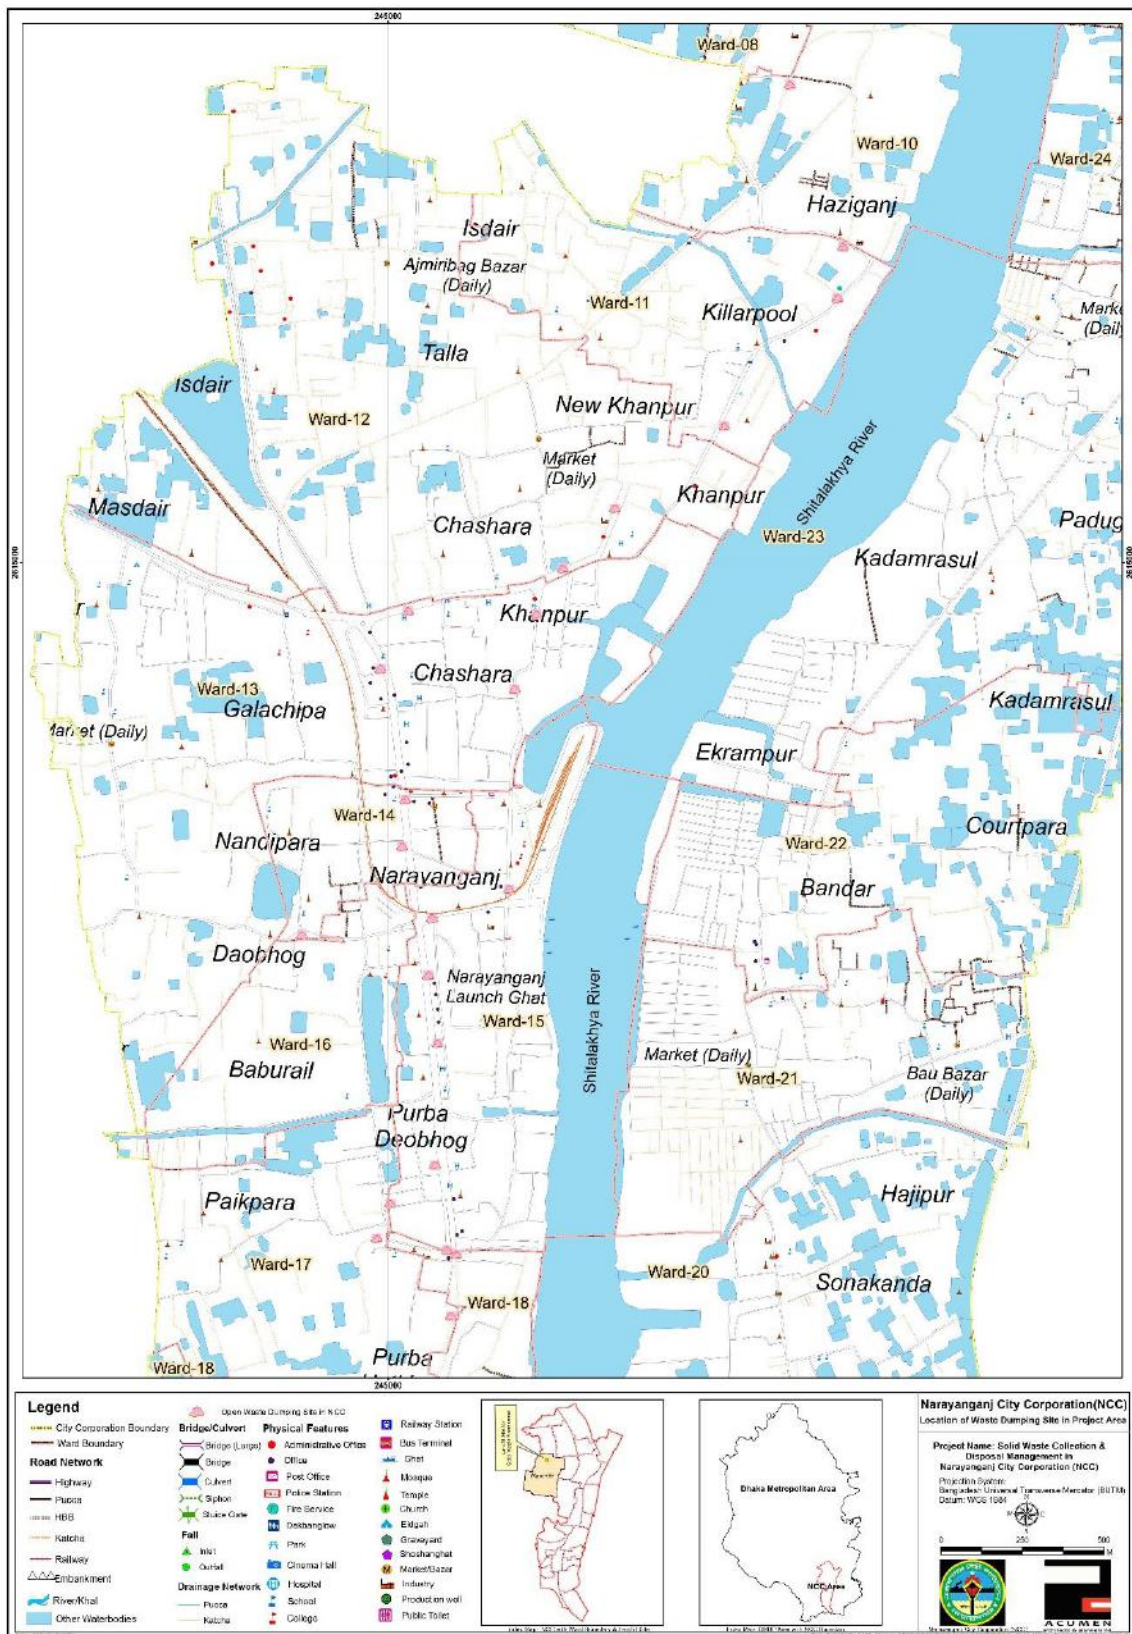 245000
Ward-08
Ward-10
Ward-24
Haziganj
Isdair
Ajmiribag Bazar
(Daily)
Ward-11
Killarpool
Talla
Isdair
Ward-12
New Khanpur
Market
(Daily)
Khanpur
Shitalakhya River
Masdair
Chashara
Ward-23
Kadamrasul
2615000
2615000
Khanpur
Chashara
Ward-13
Galachipa
Kadamrasul
Ekrampur
Ward-14
Nandipara
Courtpara
Ward-22
Narayanganj
Bandar
Daobhog
Narayanganj
Launch Ghat
Ward-15
Shitalakhya River
Ward-16
Baburail
Market (Daily)
Ward-21
Bau Bazar
(Daily)
Purba
Deobhog
Paikpara
Hajipur
Ward-17
Ward-20
Sonakanda
Ward-18
Ward-18
Purba
245000
Legend
City Corporation Boundary
Ward Boundary
Road Network
Highway
Pucca
HBB
Katcha
Railway
Embankment
River/Khal
Other Waterbodies
Open Waste Dumping Site in NCC
Bridge/Culvert
Bridge (Large)
Bridge
Culvert
Siphon
Sluice Gate
Fall
Inlet
Outfall
Drainage Network
Pucca
Katcha
Physical Features
Administrative Office
Office
Post Office
Police Station
Fire Service
Dakbanglow
Park
Cinema Hall
Hospital
School
College
Railway Station
Bus Terminal
Ghat
Mosque
Temple
Church
Eidgah
Graveyard
Shoshanghat
Market/Bazar
Industry
Production well
Public Toilet
Dhaka Metropolitan Area
NCC Area
Narayanganj City Corporation(NCC)
Location of Waste Dumping Site in Project Area
Project Name: Solid Waste Collection &
Disposal Management in
Narayanganj City Corporation (NCC)
Projection System:
Bangladesh Universal Transverse Mercator (BUTM)
Datum: WGS 1984
0 250 500
M
ACUMEN